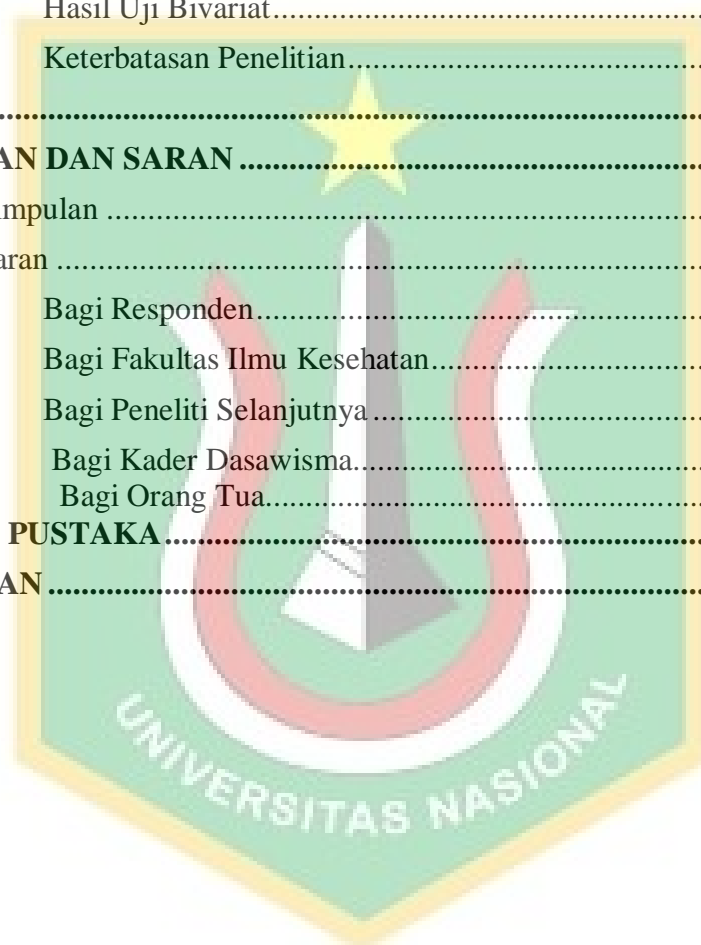 Hasil Uji Bivariat........................................................
Keterbatasan Penelitian.............................................
................................................................................
AN DAN SARAN.......................................................
mpulan .....................................................................
aran ..........................................................................
Bagi Responden........................................................
Bagi Fakultas Ilmu Kesehatan...................................
Bagi Peneliti Selanjutnya..........................................
Bagi Kader Dasawisma.............................................
Bagi Orang Tua.........................................................
PUSTAKA.................................................................
AN.............................................................................
UNIVERSITAS NASIONAL